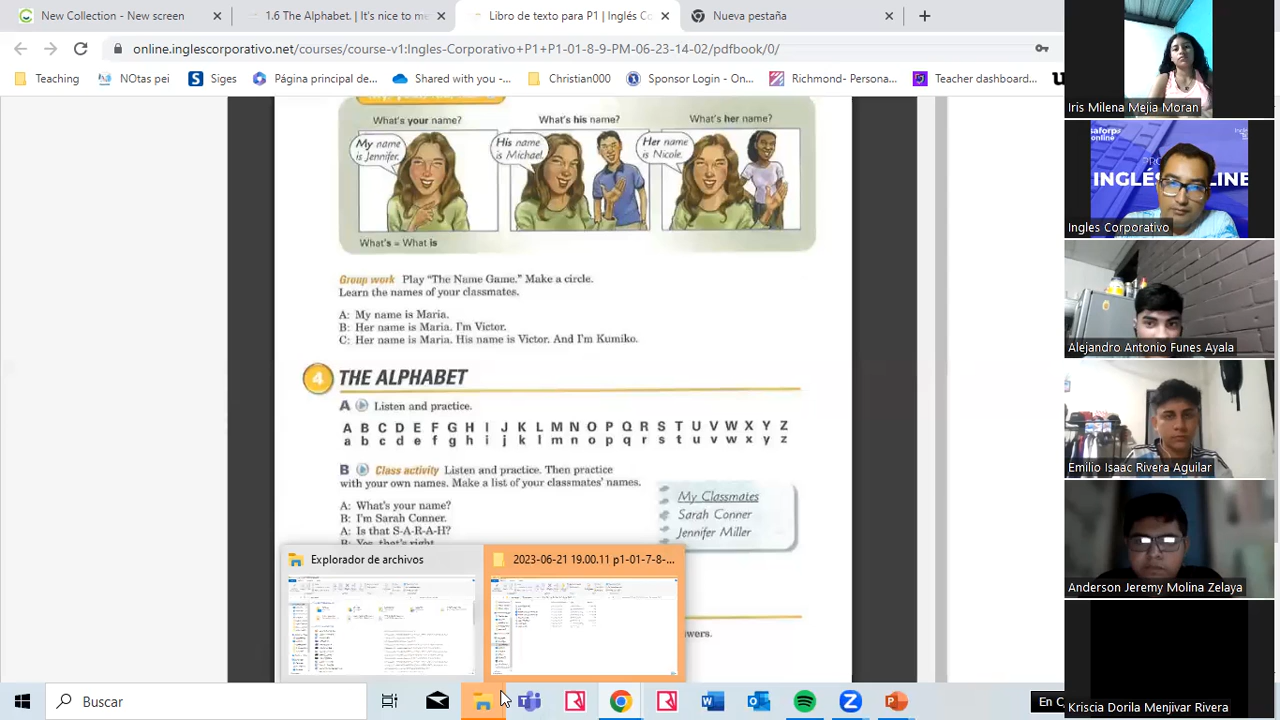 New Collection - New screen
1.6 The Alphabet. | It's nice to me
Libro de texto para P1 | Inglés Co
Nueva pestaña
online.inglescorporativo.net/courses/course-v1:Ingles-Corporativo+P1+P1-01-8-9-PM-06-23-14-02/pdfbook/0/
Teaching
NOtas pei
Siges
Página principal de...
Shared with you -...
Christian000
Sponsor Login - On...
Richmond- Persona...
Teacher dashboard...
What's your name?
What's his name?
What's her name?
My name
is Jennifer.
His name
is Michael.
Her name
is Nicole.
What's = What is
Group work Play “The Name Game.” Make a circle.
Learn the names of your classmates.
A: My name is Maria.
B: Her name is Maria. I'm Victor.
C: Her name is Maria. His name is Victor. And I'm Kumiko.
4 THE ALPHABET
A Listen and practice.
A B C D E F G H I J K L M N O P Q R S T U V W X Y Z
a b c d e f g h i j k l m n o p q r s t u v w x y z
B Class activity Listen and practice. Then practice
with your own names. Make a list of your classmates' names.
A: What's your name?
B: I'm Sarah Conner.
A: Is that S-A-R-A-H?
B: Yes, that's right.
My Classmates
Sarah Conner
Jennifer Miller
Explorador de archivos
2023-06-21 19.00.11 p1-01-7-8-...
wers.
Buscar
En
Iris Milena Mejia Moran
online
INGLÉS LINE
Ingles Corporativo
Alejandro Antonio Funes Ayala
Emilio Isaac Rivera Aguilar
Anderson Jeremy Molina Zelaya
Kriscia Dorila Menjivar Rivera